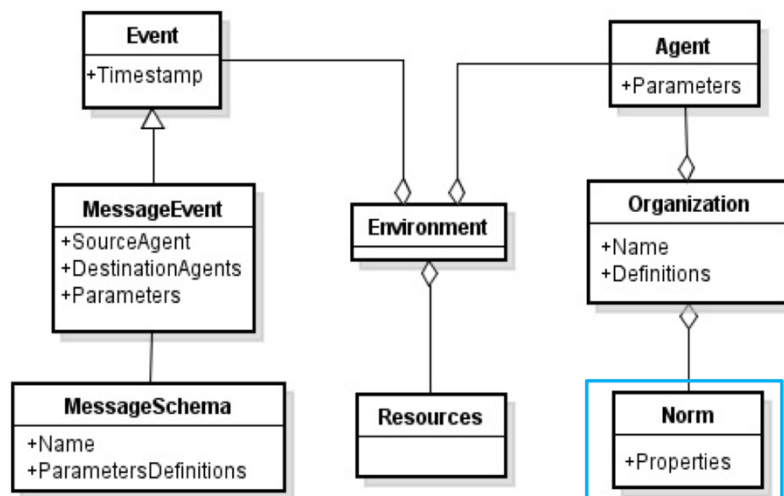 Event
+Timestamp
Agent
+Parameters
MessageEvent
+SourceAgent
+DestinationAgents
+Parameters
Environment
Organization
+Name
+Definitions
MessageSchema
+Name
+ParametersDefinitions
Resources
Norm
+Properties